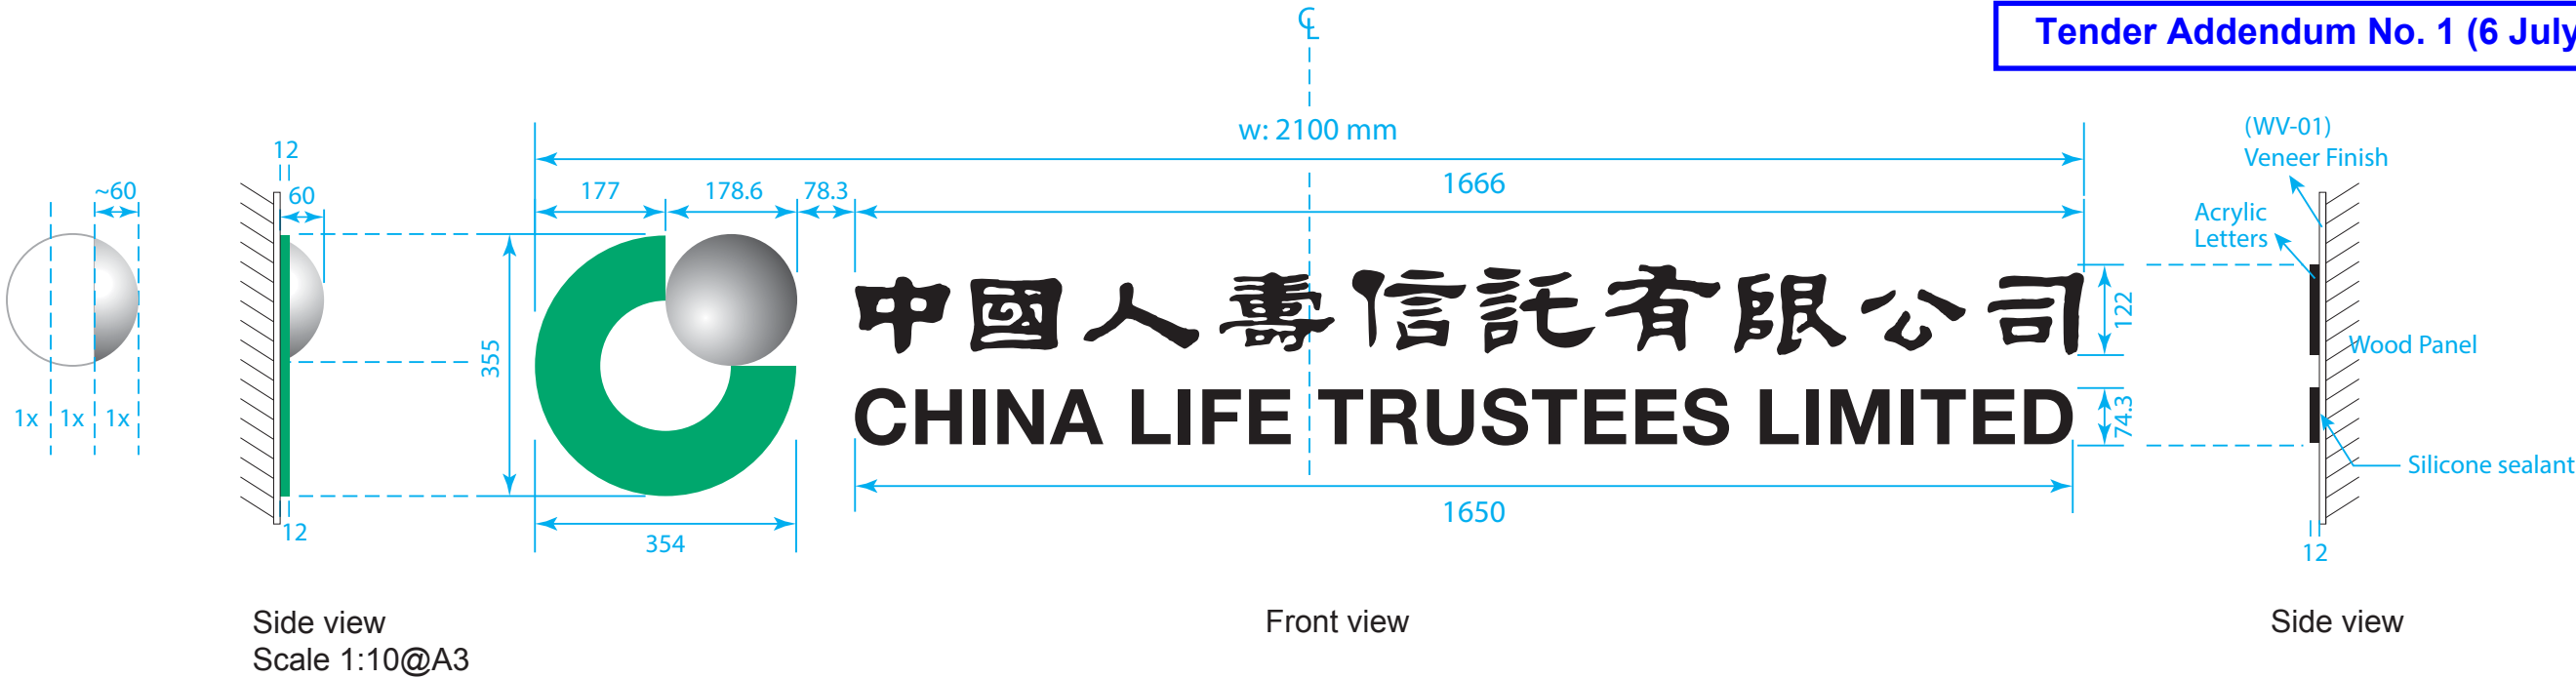 Tender Addendum No. 1 (6 July
℄
w: 2100 mm
177
178.6
78.3
1666
12
60
~60
1x
1x
1x
12
355
354
中國人壽信託有限公司
CHINA LIFE TRUSTEES LIMITED
1650
122
74.3
(WV-01)
Veneer Finish
Acrylic
Letters
Wood Panel
Silicone sealant
12
Side view
Scale 1:10@A3
Front view
Side view